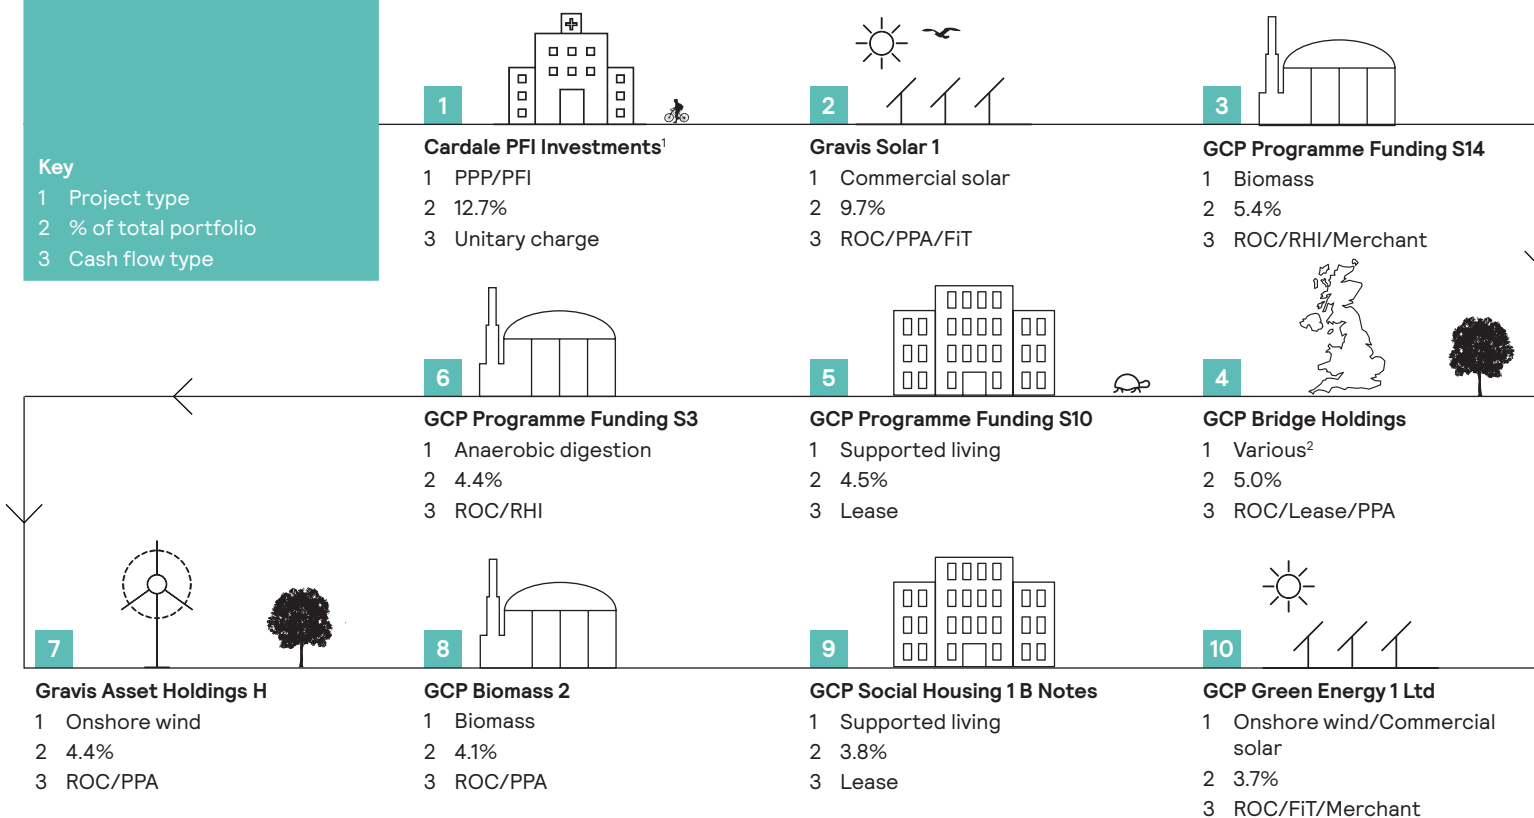 Key
1 Project type
2 % of total portfolio
3 Cash flow type
1
Cardale PFI Investments¹
1 PPP/PFI
2 12.7%
3 Unitary charge
2
Gravis Solar 1
1 Commercial solar
2 9.7%
3 ROC/PPA/FiT
3
GCP Programme Funding S14
1 Biomass
2 5.4%
3 ROC/RHI/Merchant
4
GCP Bridge Holdings
1 Various²
2 5.0%
3 ROC/Lease/PPA
5
GCP Programme Funding S10
1 Supported living
2 4.5%
3 Lease
6
GCP Programme Funding S3
1 Anaerobic digestion
2 4.4%
3 ROC/RHI
7
Gravis Asset Holdings H
1 Onshore wind
2 4.4%
3 ROC/PPA
8
GCP Biomass 2
1 Biomass
2 4.1%
3 ROC/PPA
9
GCP Social Housing 1 B Notes
1 Supported living
2 3.8%
3 Lease
10
GCP Green Energy 1 Ltd
1 Onshore wind/Commercial
solar
2 3.7%
3 ROC/FiT/Merchant